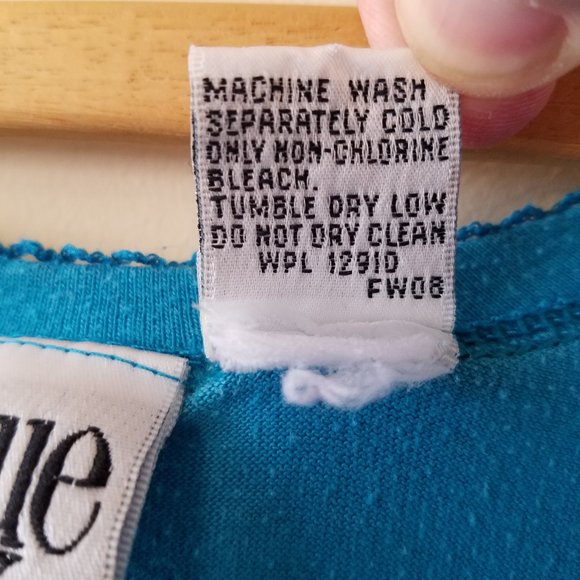 MACHINE WASH
SEPARATELY COLD
ONLY NON-CHLORINE
BLEACH.
TUMBLE DRY LOW
DO NOT DRY CLEAN
WPL 12910
FW08